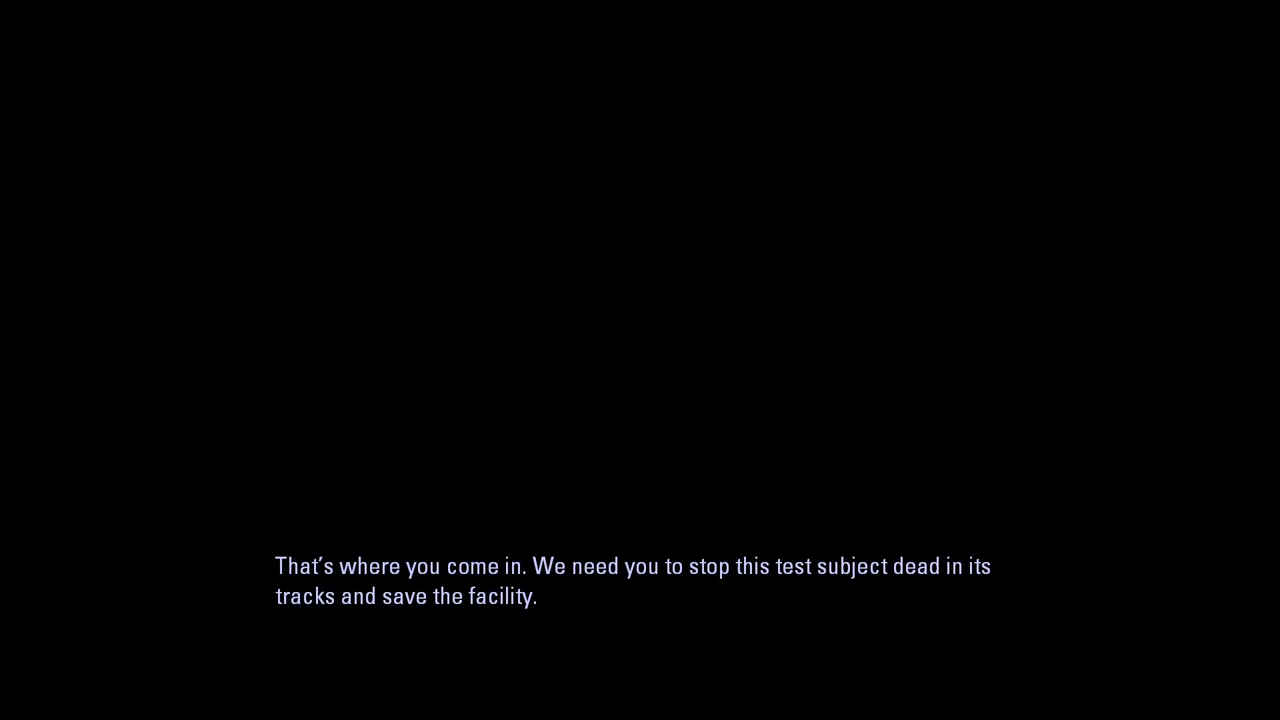 That’s where you come in. We need you to stop this test subject dead in its
tracks and save the facility.